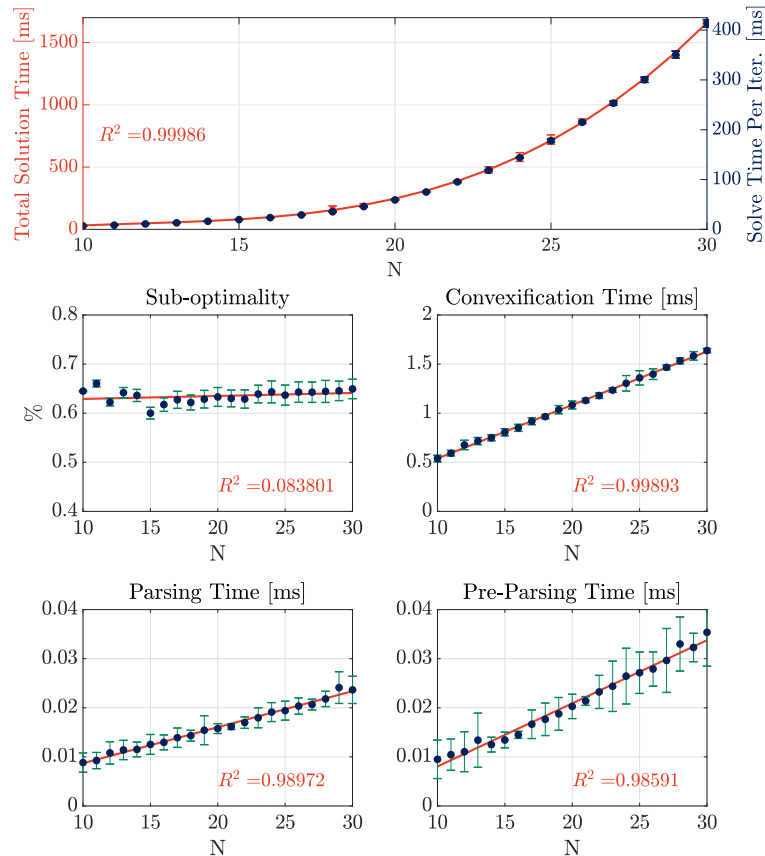 Total Solution Time [ms]
1500
1000
500
0
R² =0.99986
400
300
200
100
0
Solve Time Per Iter. [ms]
10 15 20 25 30
N
Sub-optimality
0.8
0.7
0.6
0.5
0.4
%
R² =0.083801
10 15 20 25 30
N
Convexification Time [ms]
2
1.5
1
0.5
0
R² =0.99893
10 15 20 25 30
N
Parsing Time [ms]
0.04
0.03
0.02
0.01
0
R² =0.98972
10 15 20 25 30
N
Pre-Parsing Time [ms]
0.04
0.03
0.02
0.01
0
R² =0.98591
10 15 20 25 30
N